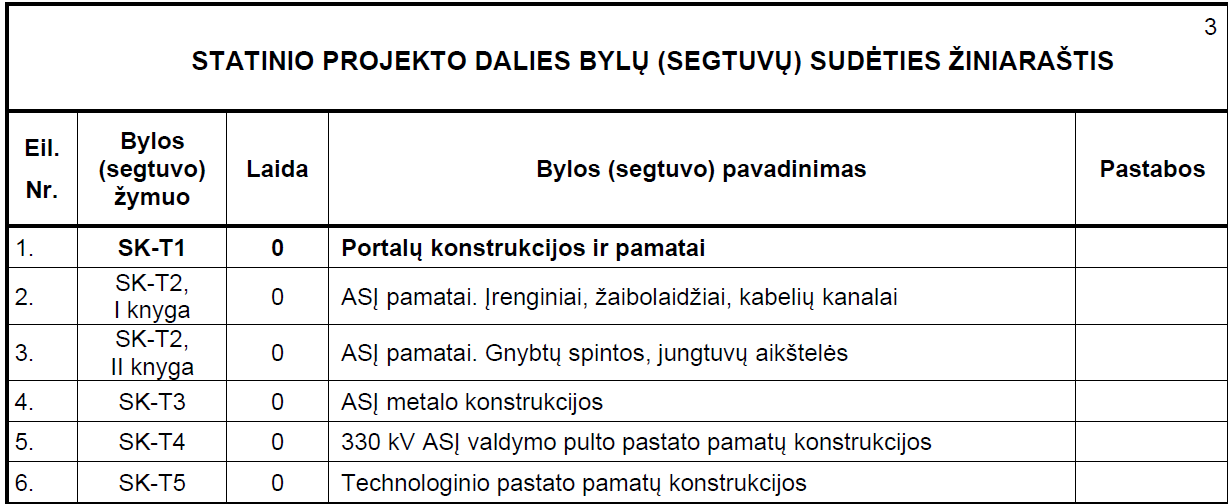 3
STATINIO PROJEKTO DALIES BYLŲ (SEGTUVŲ) SUDĖTIES ŽINIARAŠTIS
Eil. Nr. Bylos (segtuvo) žymuo Laida Bylos (segtuvo) pavadinimas Pastabos
1. SK-T1 0 Portalų konstrukcijos ir pamatai
2. SK-T2, I knyga 0 ASĮ pamatai. Įrenginiai, žaibolaidžiai, kabelių kanalai
3. SK-T2, II knyga 0 ASĮ pamatai. Gnybtų spintos, jungtuvų aikštelės
4. SK-T3 0 ASĮ metalo konstrukcijos
5. SK-T4 0 330 kV ASĮ valdymo pulto pastato pamatų konstrukcijos
6. SK-T5 0 Technologinio pastato pamatų konstrukcijos